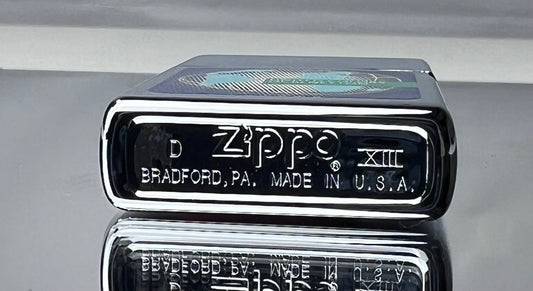 D Zippo® XIII
BRADFORD, PA. MADE IN U.S.A.